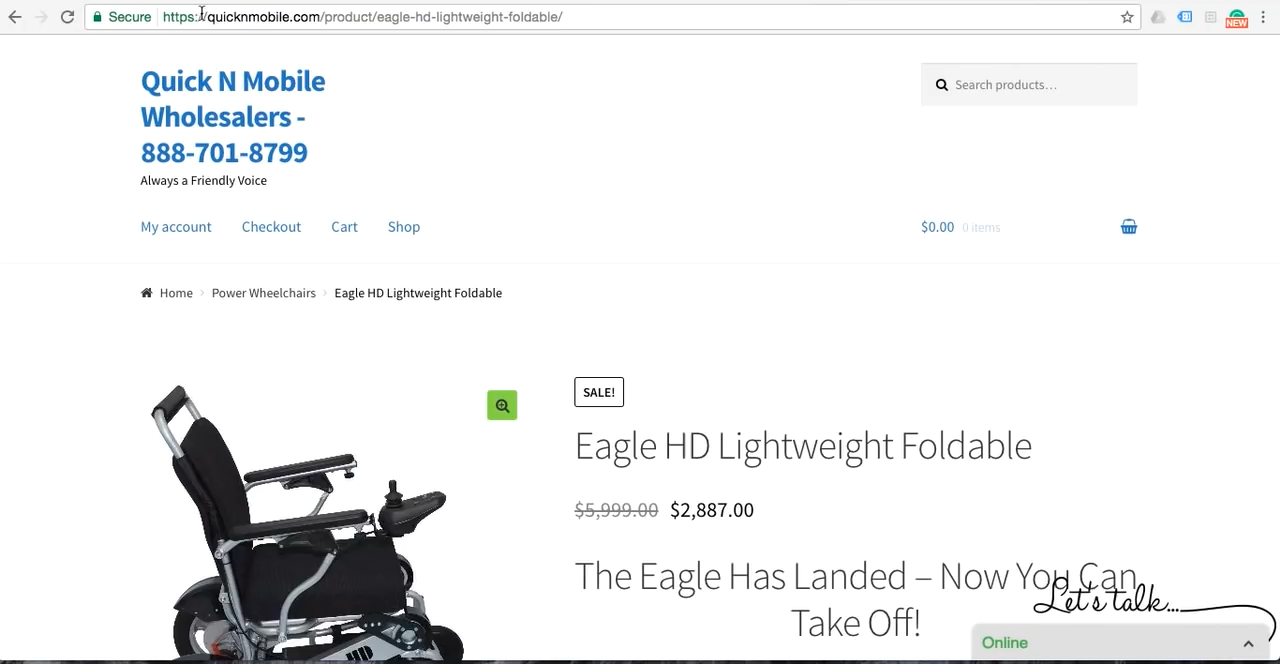 Secure https://quicknmobile.com/product/eagle-hd-lightweight-foldable/
NEW
Quick N Mobile
Wholesalers -
888-701-8799
Always a Friendly Voice
Search products…
My account Checkout Cart Shop
$0.00 0 items
Home Power Wheelchairs Eagle HD Lightweight Foldable
SALE!
Eagle HD Lightweight Foldable
$5,999.00 $2,887.00
The Eagle Has Landed – Now You Can
Take Off!
Let's talk...
Online
HD